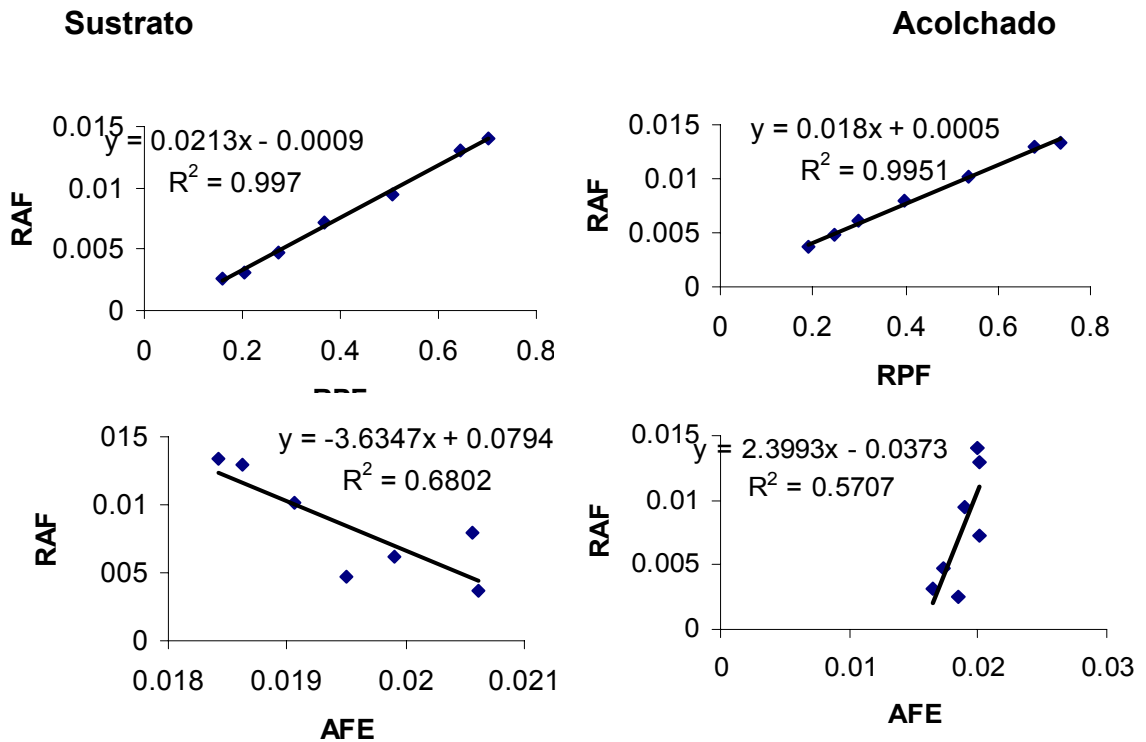 Sustrato
Acolchado
0.015
y = 0.0213x - 0.0009
R² = 0.997
0.01
0.005
0
RAF
0 0.2 0.4 0.6 0.8
0.015
y = 0.018x + 0.0005
R² = 0.9951
0.01
0.005
0
RAF
0 0.2 0.4 0.6 0.8
RPF
015
y = -3.6347x + 0.0794
R² = 0.6802
0.01
005
0
RAF
0.018 0.019 0.02 0.021
AFE
0.015
y = 2.3993x - 0.0373
R² = 0.5707
0.01
0.005
0
RAF
0 0.01 0.02 0.03
AFE